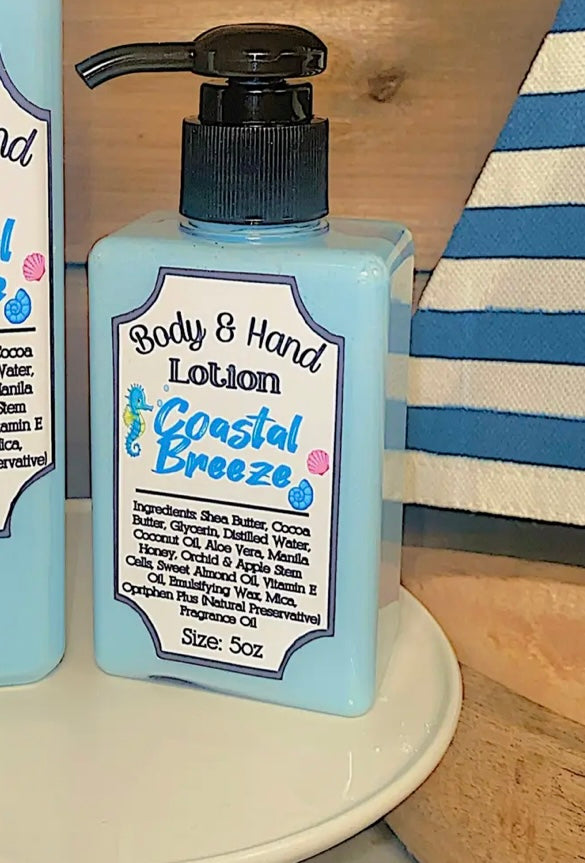 Body & Hand
Lotion
Coastal
Breeze
Ingredients: Shea Butter, Cocoa
Butter, Glycerin, Distilled Water,
Coconut Oil, Aloe Vera, Manila
Honey, Orchid & Apple Stem
Cells, Sweet Almond Oil, Vitamin E
Oil, Emulsifying Wax, Mica,
Opriphen Plus (Natural Preservative)
Fragrance Oil
Size: 5oz